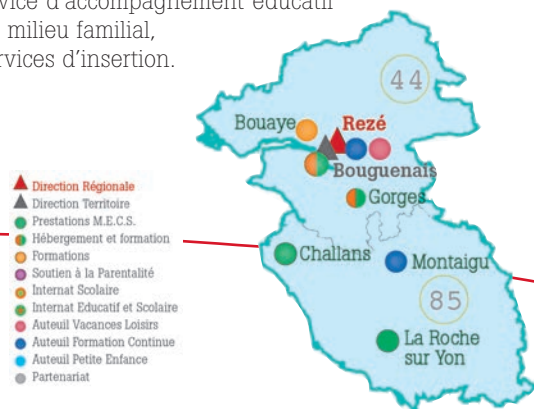 vice d'accompagnement éducatif
milieu familial,
rvices d'insertion.
44
Bouaye
Rezé
Bouguenais
Gorges
Direction Régionale
Direction Territoire
Prestations M.E.C.S.
Hébergement et formation
Formations
Soutien à la Parentalité
Internat Scolaire
Internat Educatif et Scolaire
Auteuil Vacances Loisirs
Auteuil Formation Continue
Auteuil Petite Enfance
Partenariat
Challans
Montaigu
85
La Roche
sur Yon